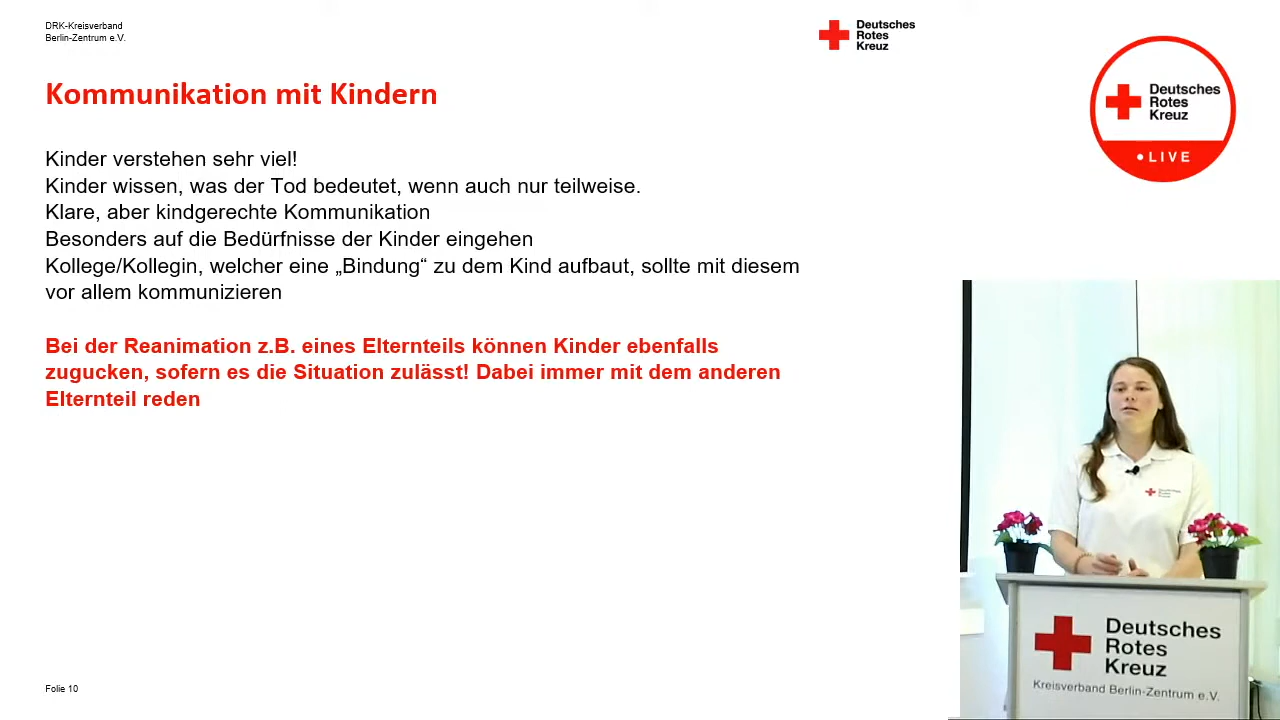 DRK-Kreisverband
Berlin-Zentrum e.V.
Deutsches
Rotes
Kreuz
Kommunikation mit Kindern
Kinder verstehen sehr viel!
Kinder wissen, was der Tod bedeutet, wenn auch nur teilweise.
Klare, aber kindgerechte Kommunikation
Besonders auf die Bedürfnisse der Kinder eingehen
Kollege/Kollegin, welcher eine „Bindung“ zu dem Kind aufbaut, sollte mit diesem
vor allem kommunizieren
Bei der Reanimation z.B. eines Elternteils können Kinder ebenfalls
zugucken, sofern es die Situation zulässt! Dabei immer mit dem anderen
Elternteil reden
Folie 10
Deutsches
Rotes
Kreuz
• LIVE
Deutsches
Rotes
Kreuz
Deutsches
Rotes
Kreuz
Kreisverband Berlin-Zentrum e.V.